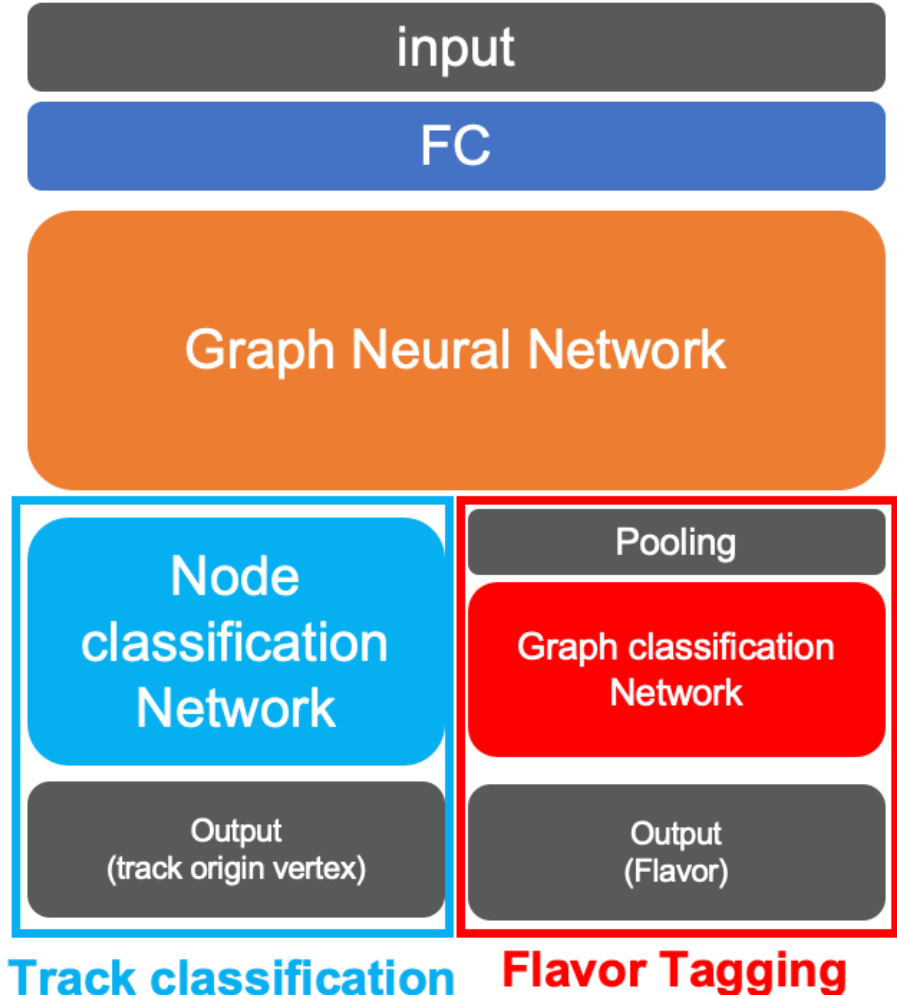 input
FC
Graph Neural Network
Node
classification
Network
Output
(track origin vertex)
Track classification
Pooling
Graph classification
Network
Output
(Flavor)
Flavor Tagging